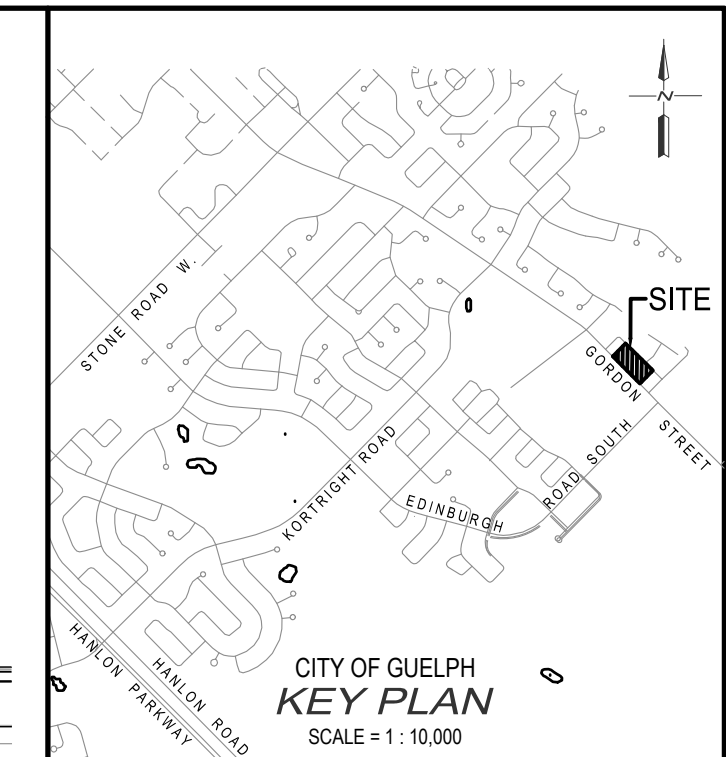 N
SITE
STONE ROAD W.
GORDON
STREET
KORTRIGHT ROAD
EDINBURGH
ROAD SOUTH
HANLON ROAD
HANLON PARKWAY
CITY OF GUELPH
KEY PLAN
SCALE = 1 : 10,000